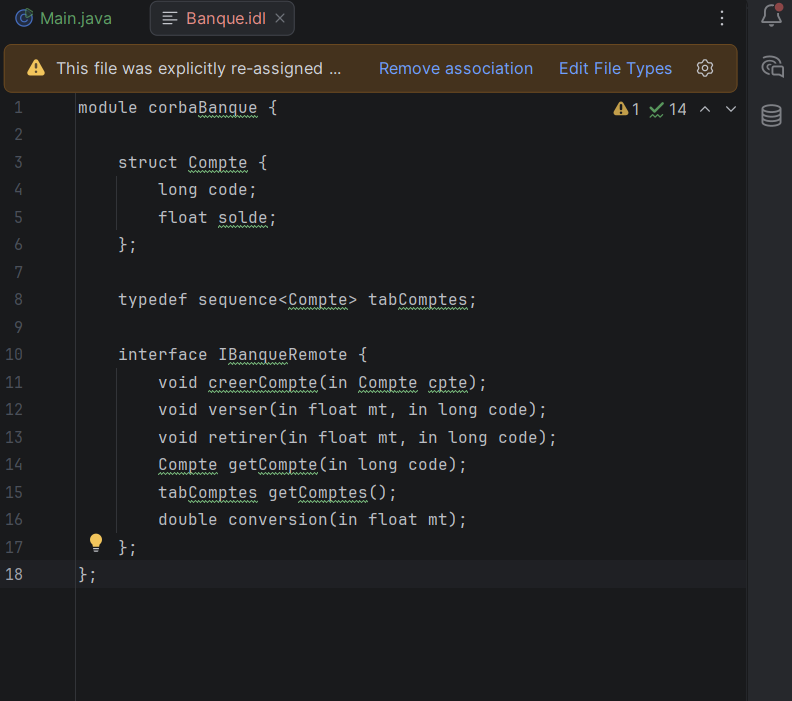 Main.java
Banque.idl
This file was explicitly re-assigned ... Remove association Edit File Types
1 14
1 module corbaBanque {
2
3 struct Compte {
4 long code;
5 float solde;
6 };
7
8 typedef sequence<Compte> tabComptes;
9
10 interface IBanqueRemote {
11 void creerCompte(in Compte cpte);
12 void verser(in float mt, in long code);
13 void retirer(in float mt, in long code);
14 Compte getCompte(in long code);
15 tabComptes getComptes();
16 double conversion(in float mt);
17 };
18 };